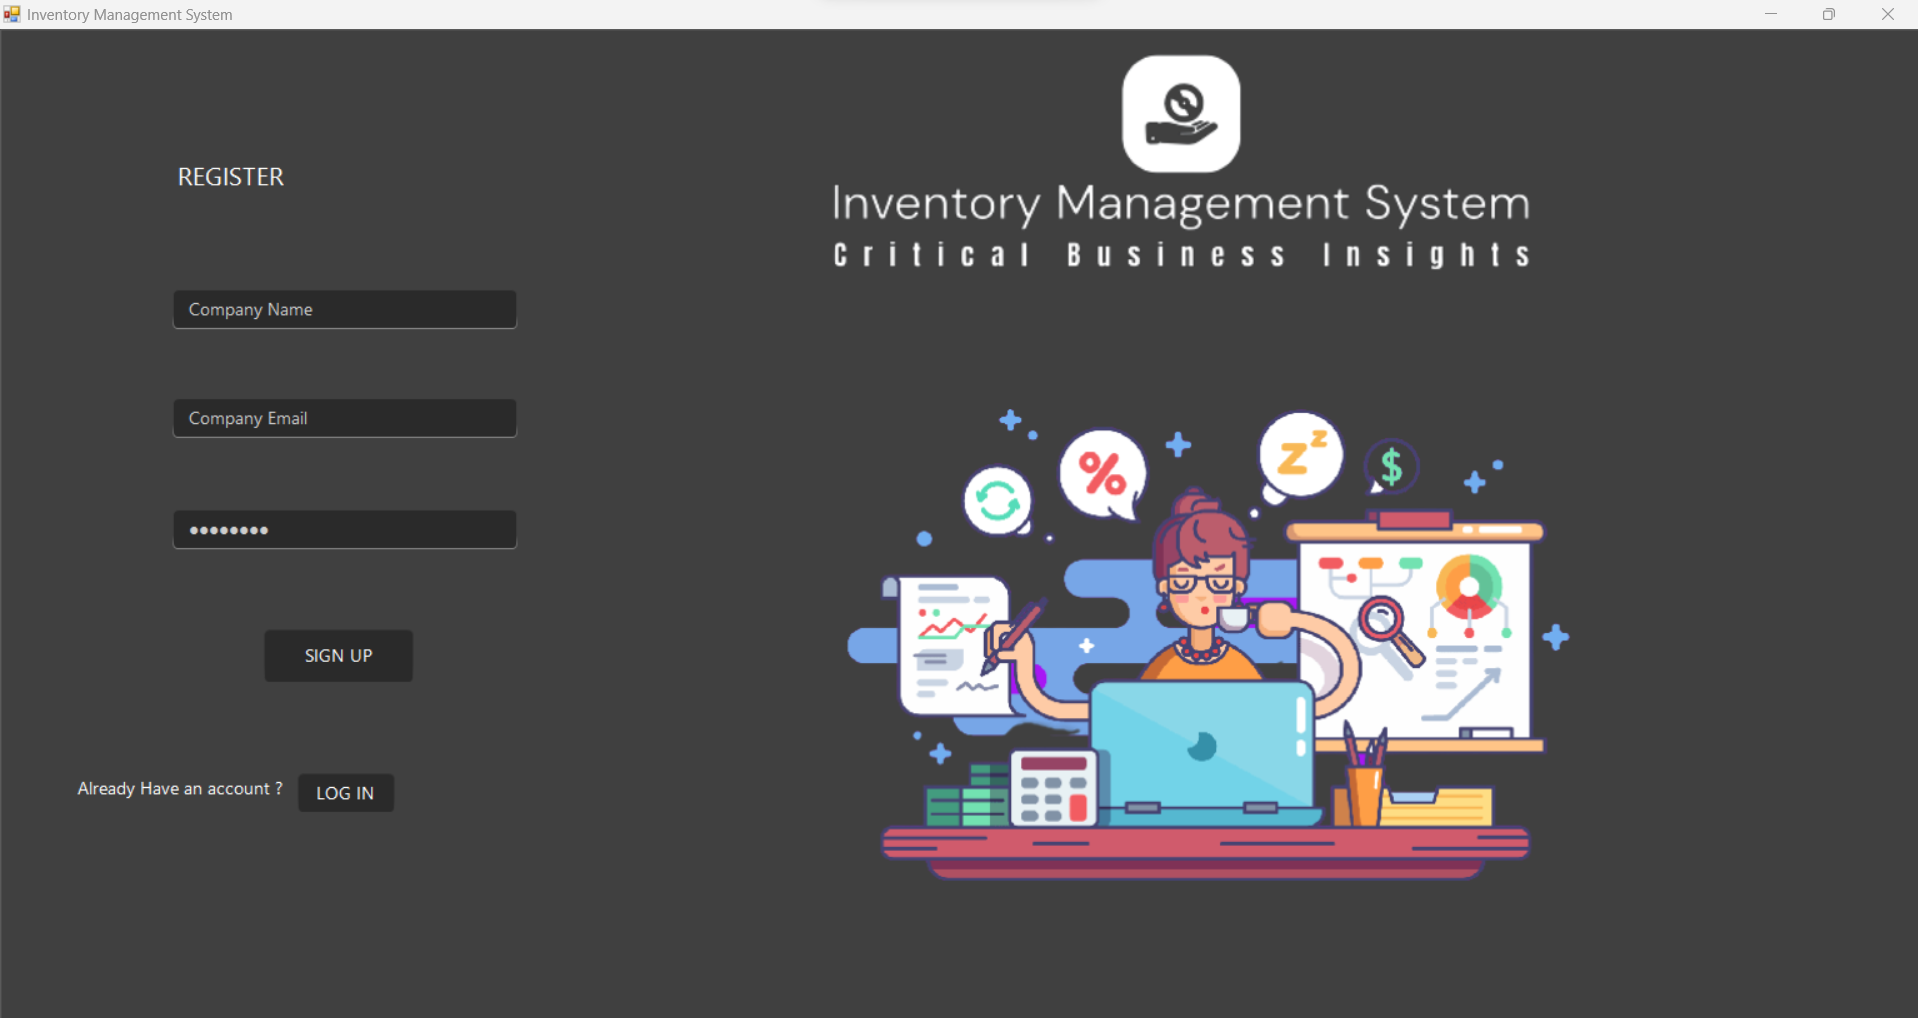 Inventory Management System
REGISTER
Company Name
Company Email
••••••••
SIGN UP
Already Have an account ?
LOG IN
Inventory Management System
Critical Business Insights
%
z z
$